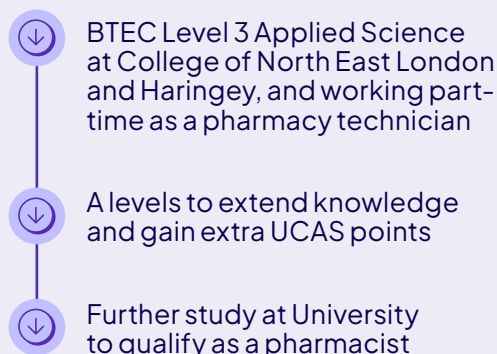 BTEC Level 3 Applied Science
at College of North East London
and Haringey, and working part-
time as a pharmacy technician
A levels to extend knowledge
and gain extra UCAS points
Further study at University
to qualify as a pharmacist